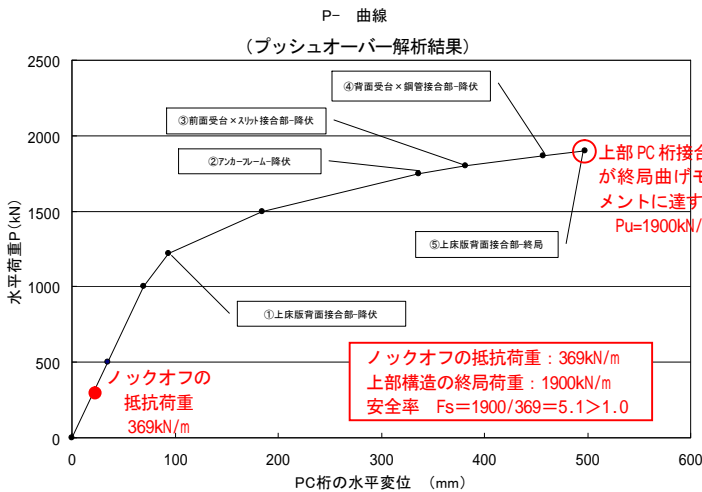 P- 曲線
(プッシュオーバー解析結果)
2500
2000
1500
1000
500
0
水平荷重P(kN)
④背面受台×鋼管接合部-降伏
③前面受台×スリット接合部-降伏
②アンカーフレーム-降伏
上部PC桁接合
が終局曲げモ
メントに達す
Pu=1900kN/
⑤上床版背面接合部-終局
①上床版背面接合部-降伏
ノックオフの
抵抗荷重
369kN/m
ノックオフの抵抗荷重:369kN/m
上部構造の終局荷重:1900kN/m
安全率 Fs=1900/369=5.1>1.0
0 100 200 300 400 500 600
PC桁の水平変位 (mm)